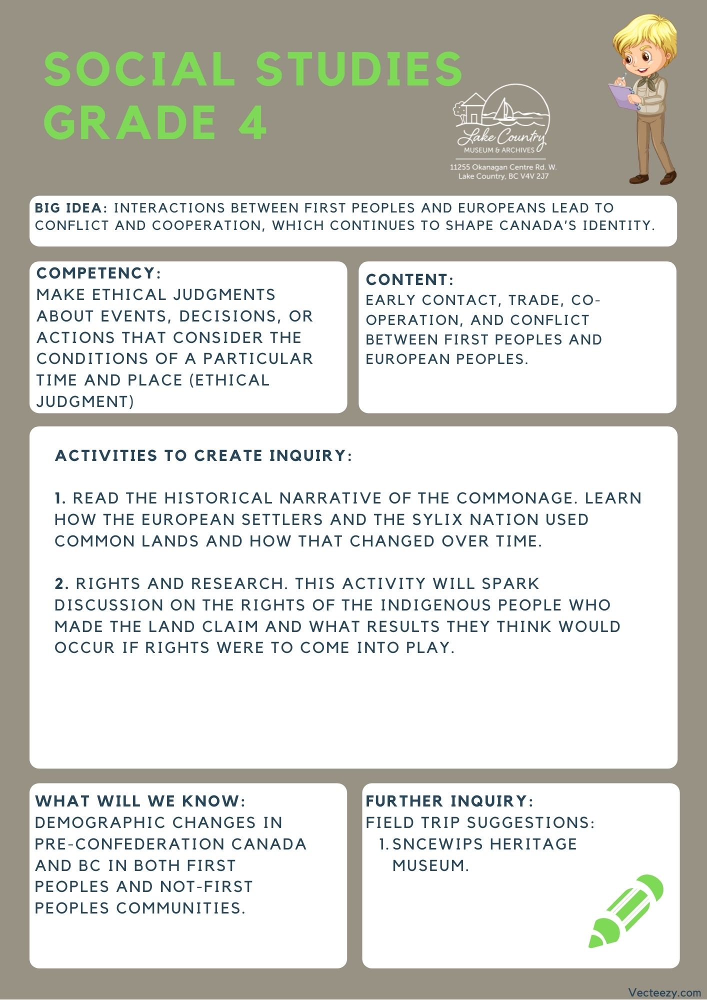 SOCIAL STUDIES
GRADE 4
Lake Country
MUSEUM & ARCHIVES
11255 Okanagan Centre Rd. W.
Lake Country, BC V4V 2J7
BIG IDEA: INTERACTIONS BETWEEN FIRST PEOPLES AND EUROPEANS LEAD TO
CONFLICT AND COOPERATION, WHICH CONTINUES TO SHAPE CANADA'S IDENTITY.
COMPETENCY:
MAKE ETHICAL JUDGMENTS
ABOUT EVENTS, DECISIONS, OR
ACTIONS THAT CONSIDER THE
CONDITIONS OF A PARTICULAR
TIME AND PLACE (ETHICAL
JUDGMENT)
CONTENT:
EARLY CONTACT, TRADE, CO-
OPERATION, AND CONFLICT
BETWEEN FIRST PEOPLES AND
EUROPEAN PEOPLES.
ACTIVITIES TO CREATE INQUIRY:
1. READ THE HISTORICAL NARRATIVE OF THE COMMONAGE. LEARN
HOW THE EUROPEAN SETTLERS AND THE SYLIX NATION USED
COMMON LANDS AND HOW THAT CHANGED OVER TIME.
2. RIGHTS AND RESEARCH. THIS ACTIVITY WILL SPARK
DISCUSSION ON THE RIGHTS OF THE INDIGENOUS PEOPLE WHO
MADE THE LAND CLAIM AND WHAT RESULTS THEY THINK WOULD
OCCUR IF RIGHTS WERE TO COME INTO PLAY.
WHAT WILL WE KNOW:
DEMOGRAPHIC CHANGES IN
PRE-CONFEDERATION CANADA
AND BC IN BOTH FIRST
PEOPLES AND NOT-FIRST
PEOPLES COMMUNITIES.
FURTHER INQUIRY:
FIELD TRIP SUGGESTIONS:
1. SNCEWIPS HERITAGE
MUSEUM.
Vecteezy.com